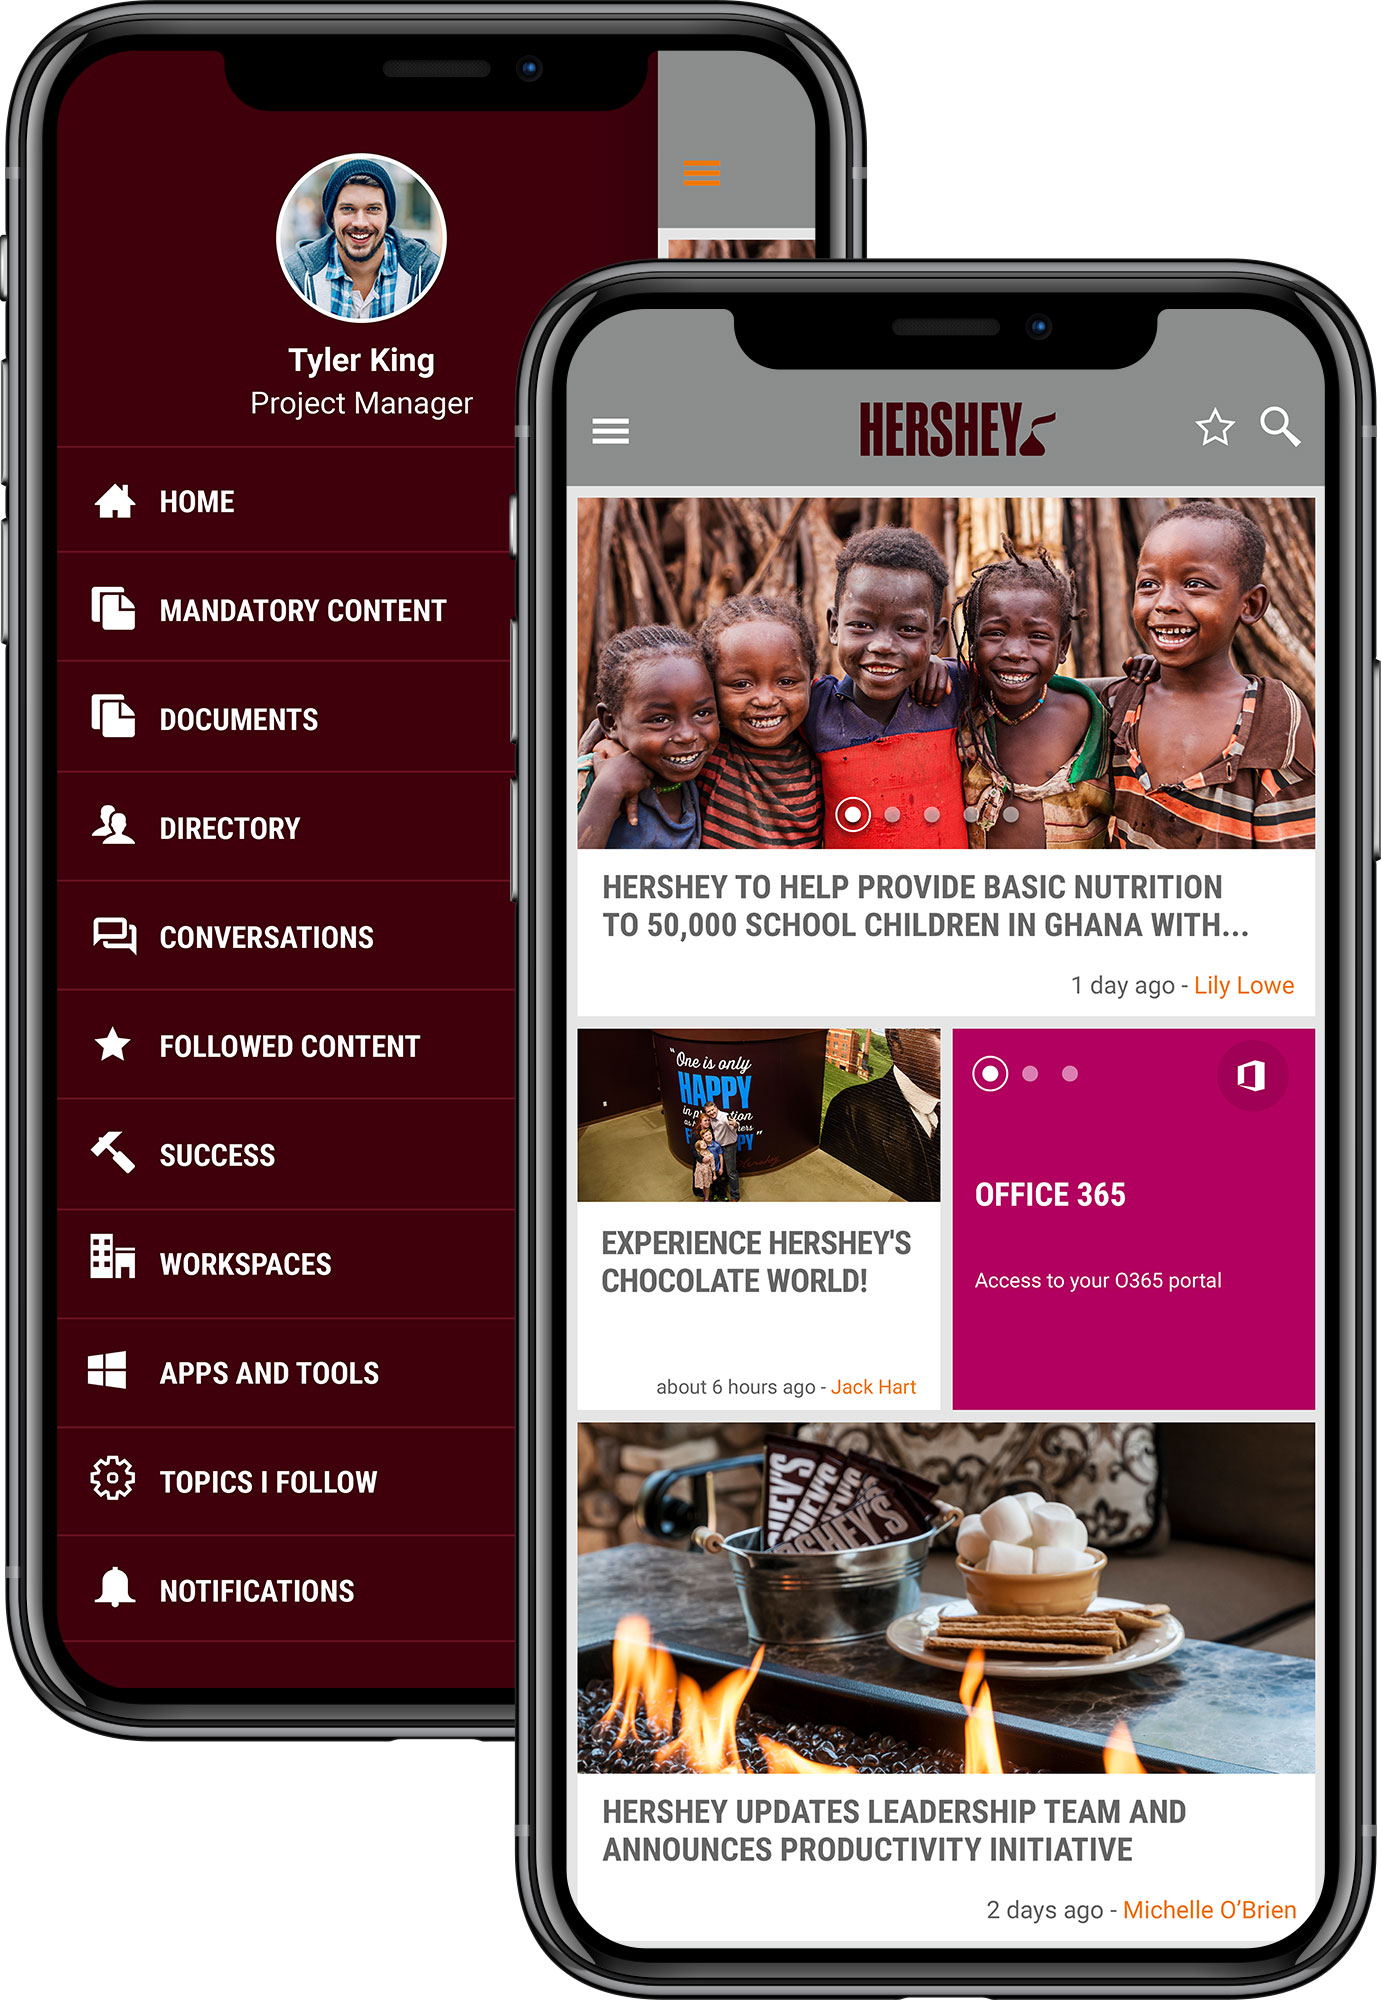 Tyler King
Project Manager
HOME
MANDATORY CONTENT
DOCUMENTS
DIRECTORY
CONVERSATIONS
FOLLOWED CONTENT
SUCCESS
WORKSPACES
APPS AND TOOLS
TOPICS I FOLLOW
NOTIFICATIONS
HERSHEY
HERSHEY TO HELP PROVIDE BASIC NUTRITION
TO 50,000 SCHOOL CHILDREN IN GHANA WITH...
1 day ago - Lily Lowe
"One is only
HAPPY
in
EXPERIENCE HERSHEY'S
CHOCOLATE WORLD!
about 6 hours ago - Jack Hart
OFFICE 365
Access to your O365 portal
HERSHEY'S
HERSHEY UPDATES LEADERSHIP TEAM AND
ANNOUNCES PRODUCTIVITY INITIATIVE
2 days ago - Michelle O'Brien